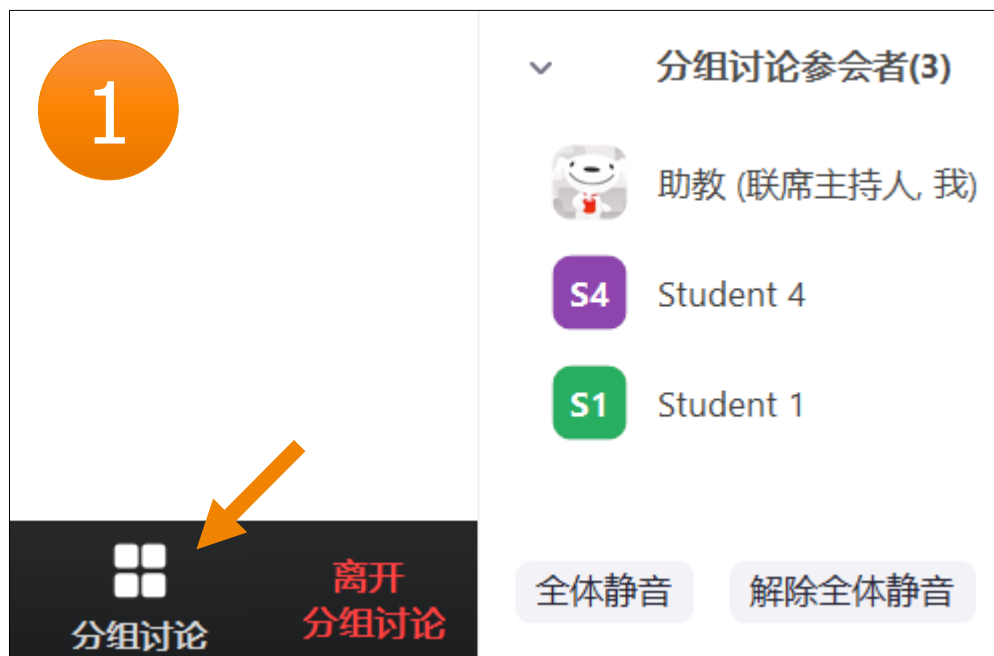 1
分组讨论参会者(3)
助教 (联席主持人, 我)
S4 Student 4
S1 Student 1
分组讨论
离开
分组讨论
全体静音 解除全体静音